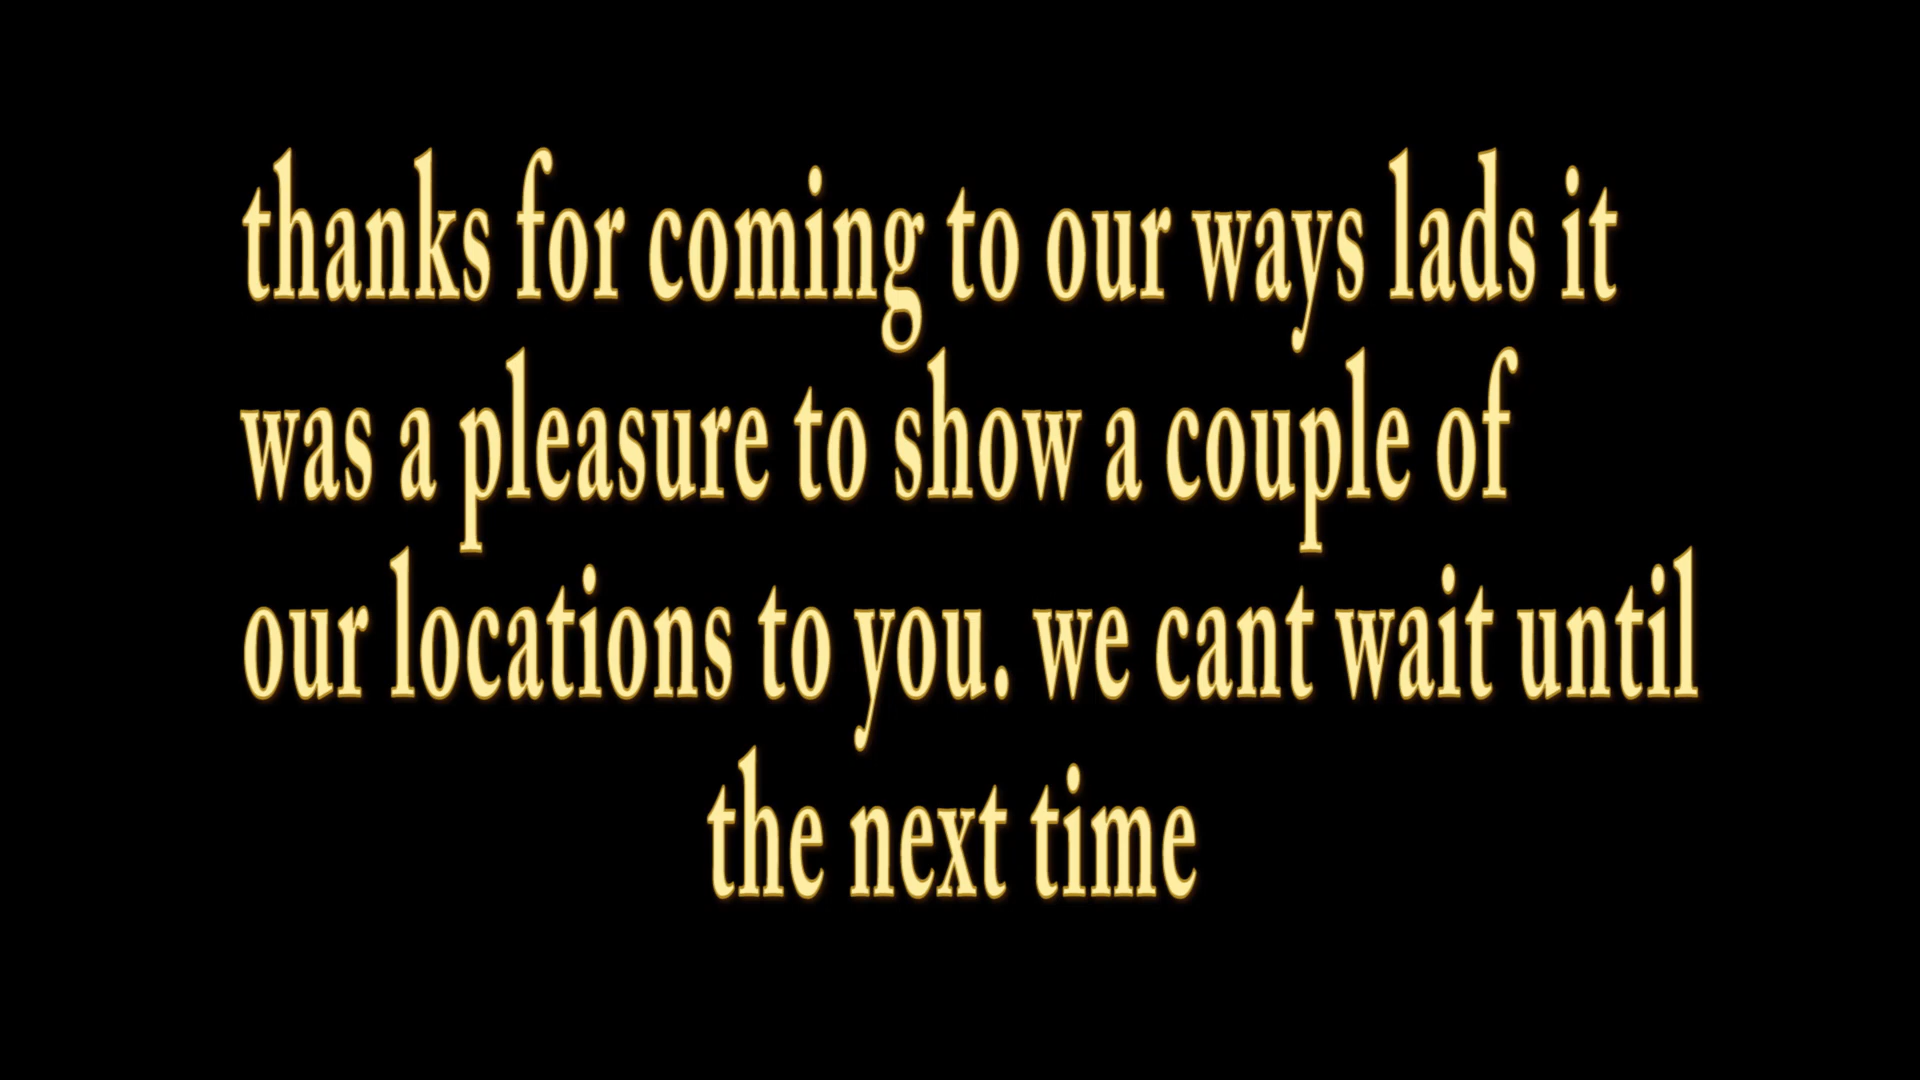 thanks for coming to our ways lads it
was a pleasure to show a couple of
our locations to you. we cant wait until
the next time